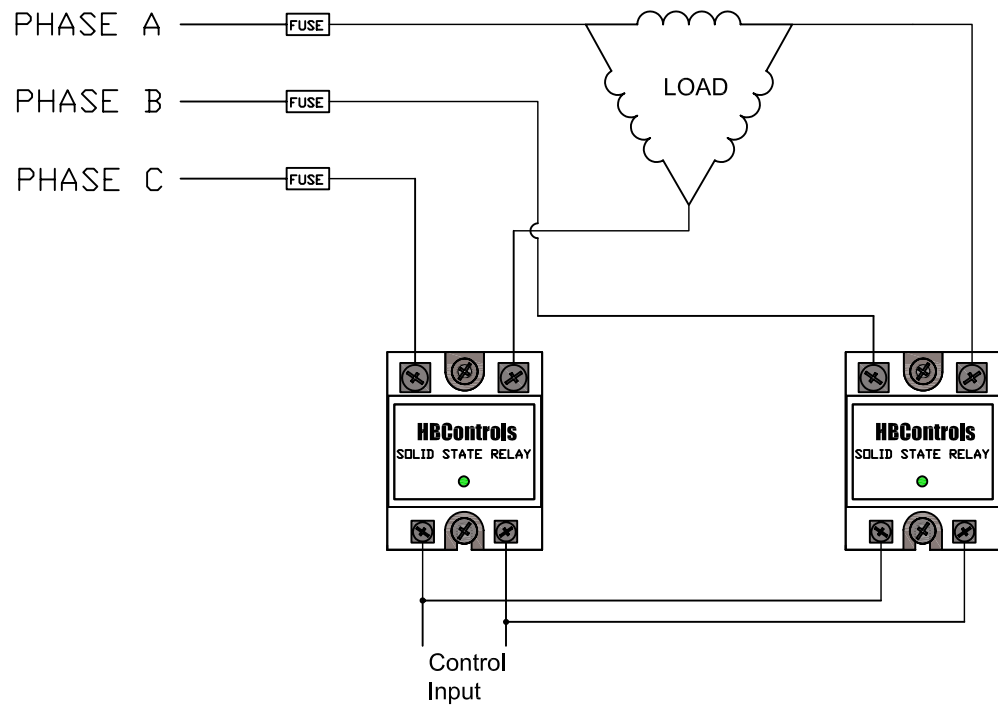 PHASE A
FUSE
PHASE B
FUSE
PHASE C
FUSE
LOAD
HBControls
SOLID STATE RELAY
HBControls
SOLID STATE RELAY
Control
Input